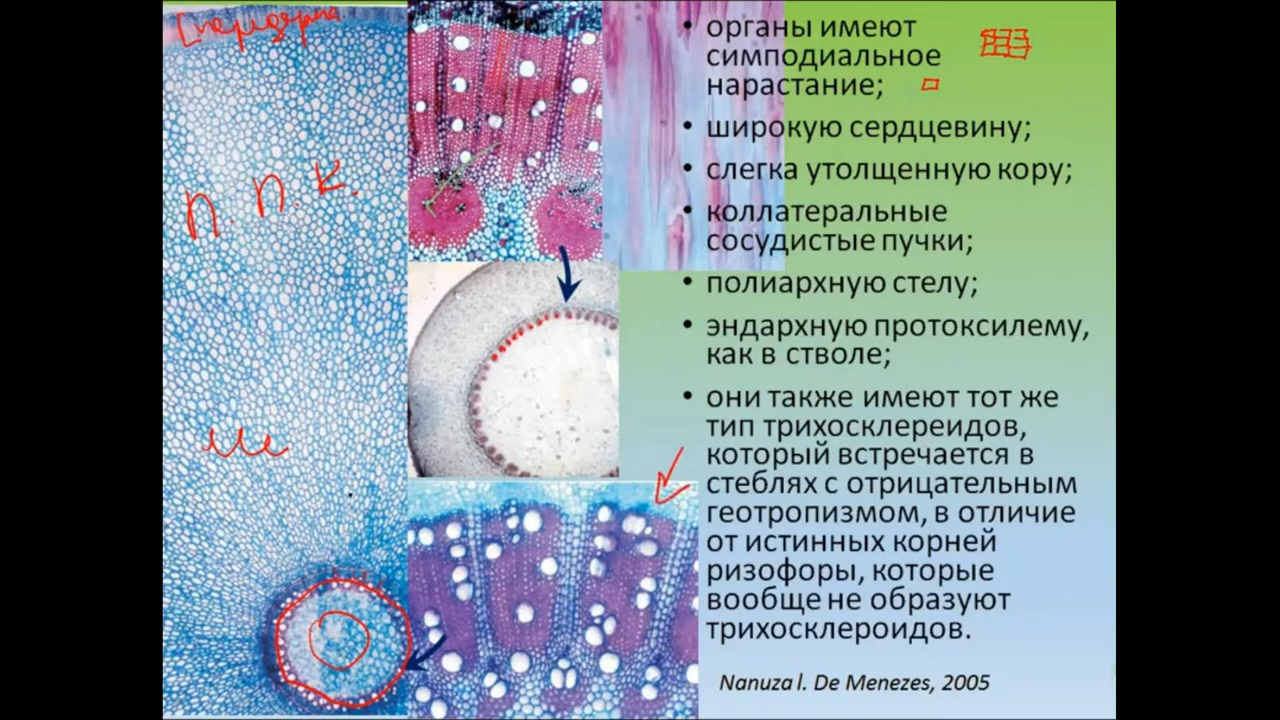 [перидерма
п. п. к.
• органы имеют
симподиальное
нарастание;
• широкую сердцевину;
• слегка утолщенную кору;
• коллатеральные
сосудистые пучки;
• полиархную стелу;
• эндархную протоксилему,
как в стволе;
• они также имеют тот же
тип трихосклереидов,
который встречается в
стеблях с отрицательным
геотропизмом, в отличие
от истинных корней
ризофоры, которые
вообще не образуют
трихосклероидов.
Nanuza l. De Menezes, 2005